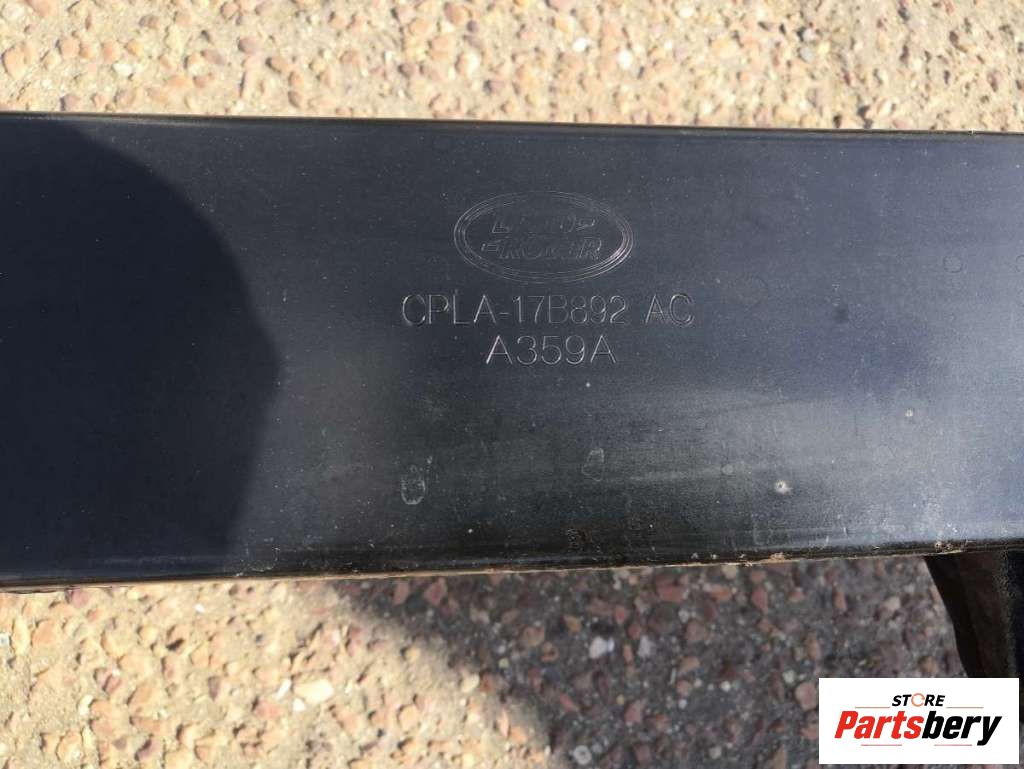 LAND-
-ROVER
CPLA-17B892 AC
A359A
STORE
Partsbery